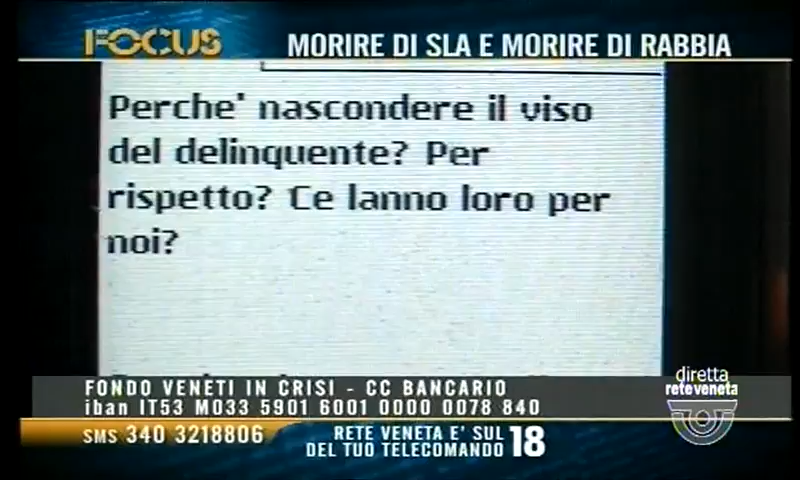 FOCUS
MORIRE DI SLA E MORIRE DI RABBIA
Perche' nascondere il viso
del delinquente? Per
rispetto? Ce lanno loro per
noi?
FONDO VENETI IN CRISI - CC BANCARIO
iban IT53 M033 5901 6001 0000 0078 840
diretta
reteveneta
SMS 340 3218806
RETE VENETA E' SUL
DEL TUO TELECOMANDO 18